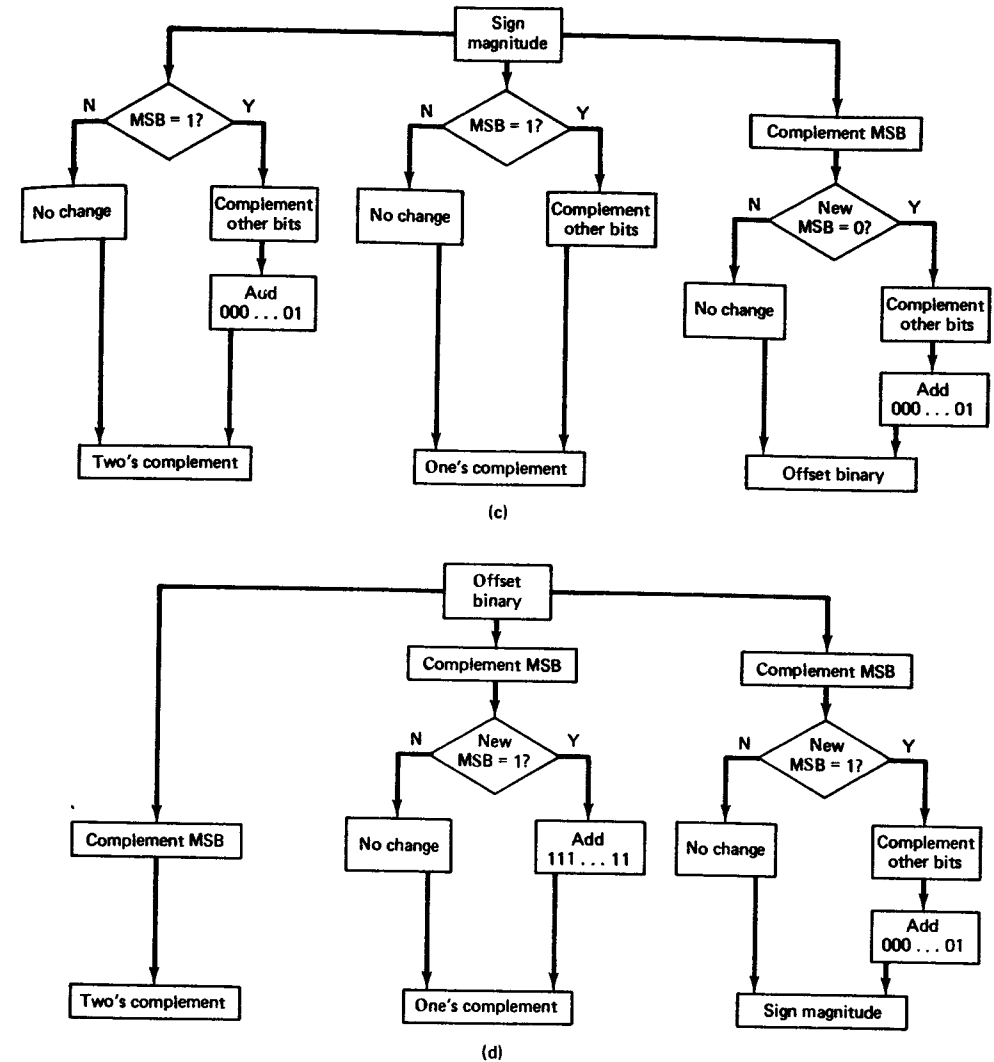 Sign
magnitude
N
MSB = 1?
Y
N
MSB = 1?
Y
Complement MSB
No change
Complement
other bits
No change
Complement
other bits
N
New
MSB = 0?
Y
Add
000 . . . 01
No change
Complement
other bits
Add
000 . . . 01
Two's complement
One's complement
Offset binary
(c)
Offset
binary
Complement MSB
Complement MSB
N
New
MSB = 1?
Y
N
New
MSB = 1?
Y
Complement MSB
No change
Add
111 . . . 11
No change
Complement
other bits
Add
000 . . . 01
Two's complement
One's complement
Sign magnitude
(d)